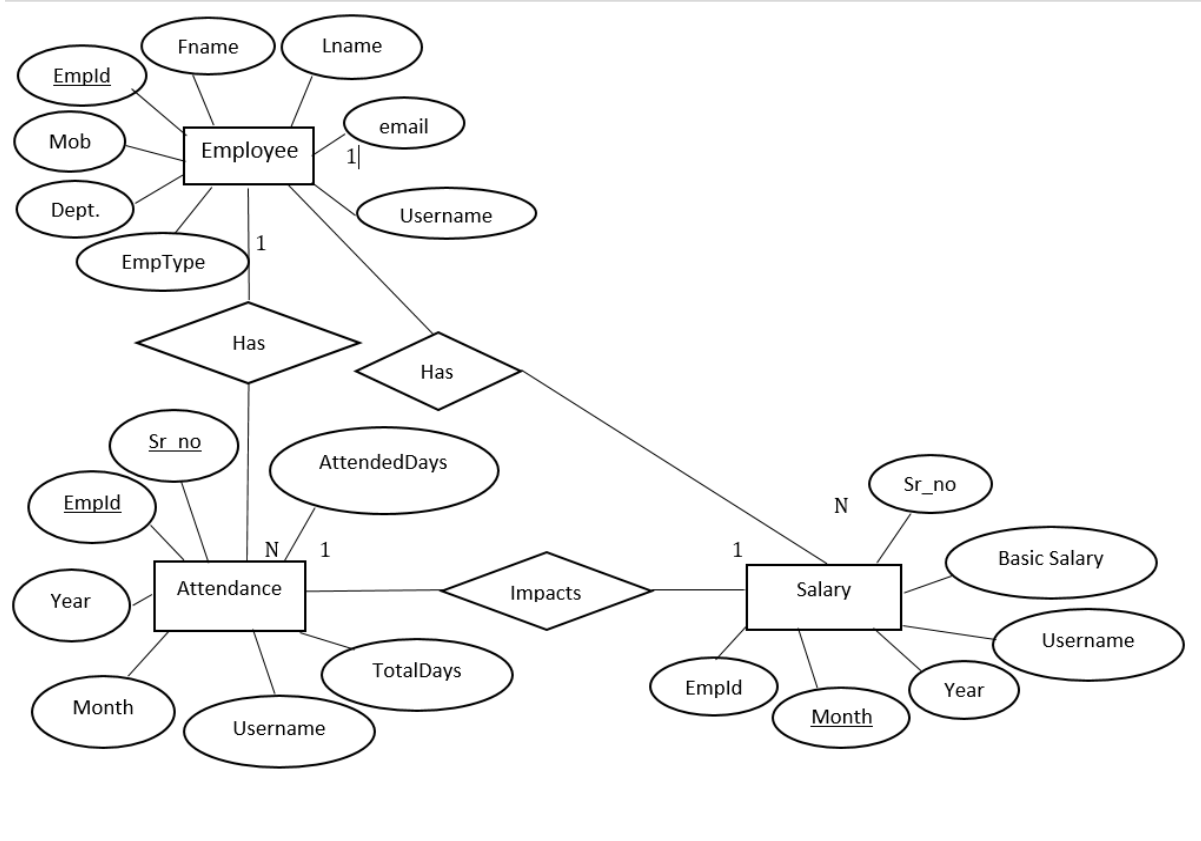 Fname
Lname
EmpId
email
Mob
Employee
1
Dept.
Username
1
EmpType
Has
Has
Sr_no
AttendedDays
EmpId
Sr_no
N
N
1
1
Basic Salary
Attendance
Impacts
Salary
Year
Username
TotalDays
EmpId
Year
Month
Month
Username